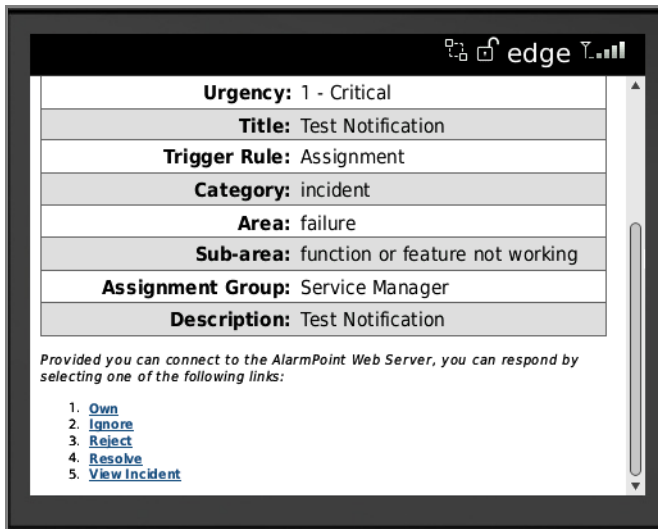 edge
Urgency: 1 - Critical
Title: Test Notification
Trigger Rule: Assignment
Category: incident
Area: failure
Sub-area: function or feature not working
Assignment Group: Service Manager
Description: Test Notification
Provided you can connect to the AlarmPoint Web Server, you can respond by
selecting one of the following links:
1. Own
2. Ignore
3. Reject
4. Resolve
5. View Incident